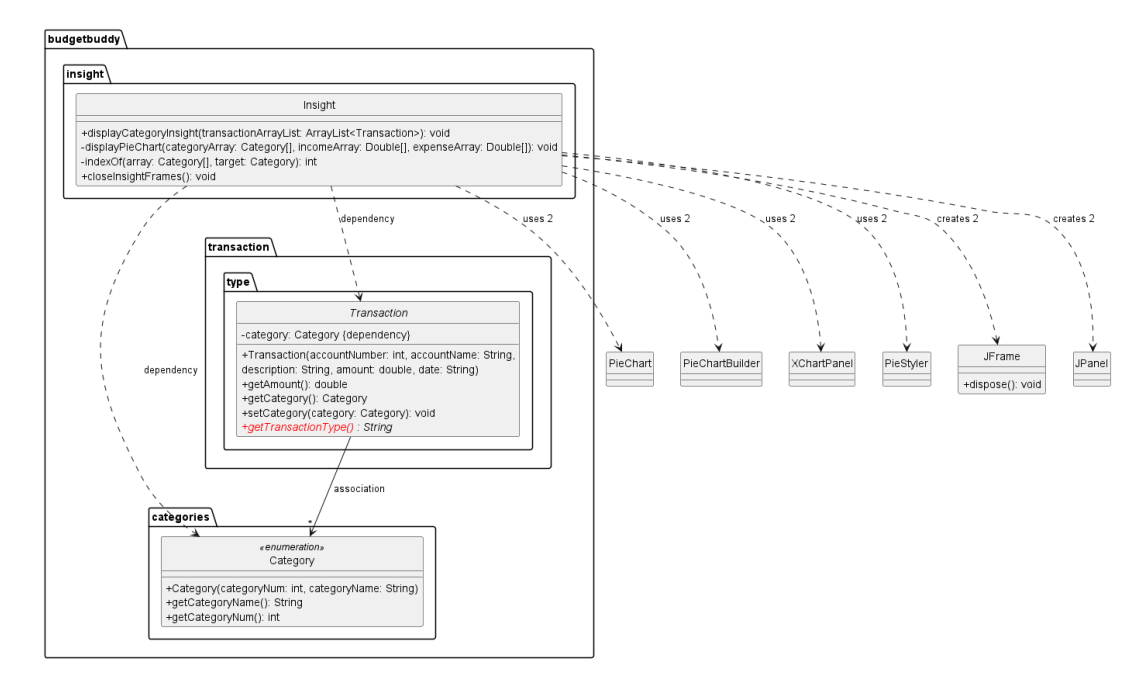 budgetbuddy
insight
Insight
+displayCategoryInsight(transactionArrayList: ArrayList<Transaction>): void
-displayPieChart(categoryArray: Category[], incomeArray: Double[], expenseArray: Double[]): void
-indexOf(array: Category[], target: Category): int
+closeInsightFrames(): void
dependency
uses 2
uses 2
uses 2
uses 2
creates 2
creates 2
transaction
type
Transaction
-category: Category {dependency}
+Transaction(accountNumber: int, accountName: String,
description: String, amount: double, date: String)
+getAmount(): double
+getCategory(): Category
+setCategory(category: Category): void
+getTransactionType() : String
PieChart
PieChartBuilder
XChartPanel
PieStyler
JFrame
+dispose(): void
JPanel
dependency
association
*
categories
«enumeration»
Category
+Category(categoryNum: int, categoryName: String)
+getCategoryName(): String
+getCategoryNum(): int